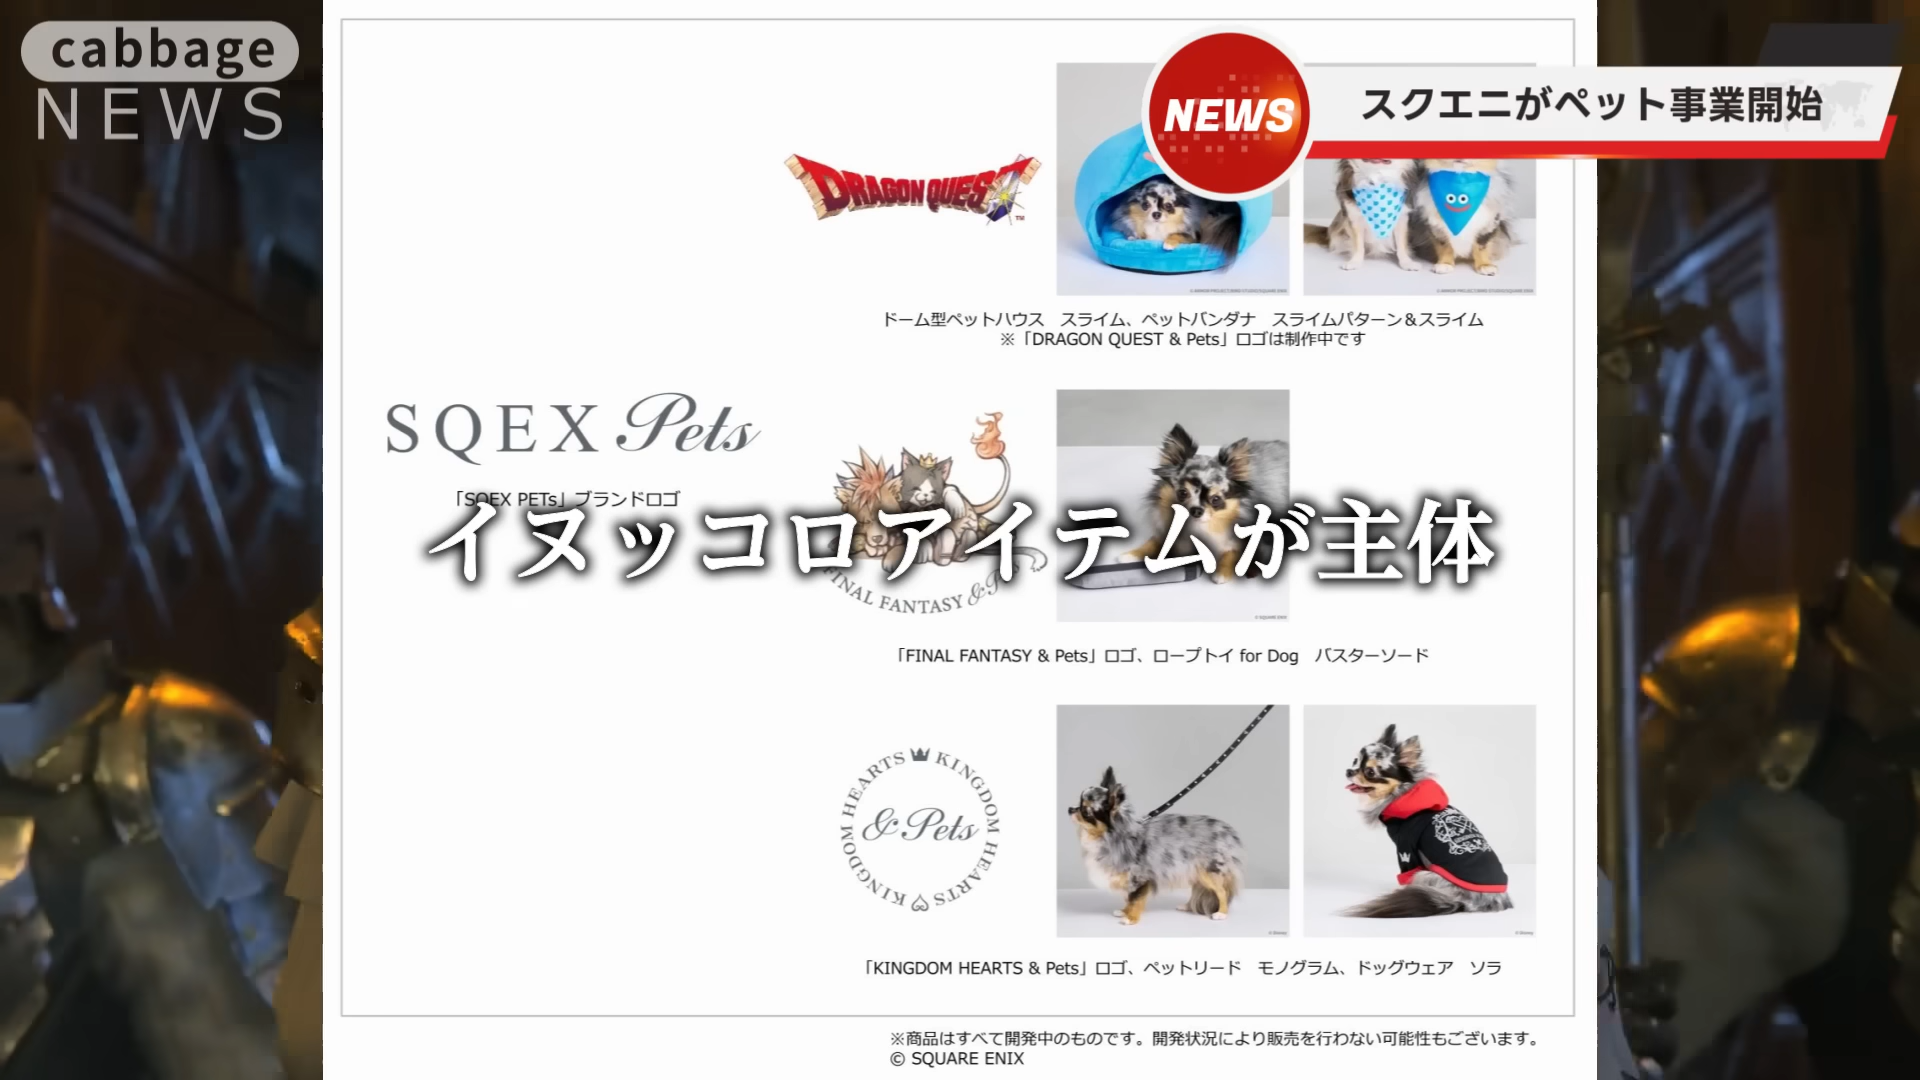 cabbage
NEWS
NEWS
スクエニがペット事業開始
DRAGON QUEST
ドーム型ペットハウス　スライム、ペットバンダナ　スライムパターン＆スライム
※「DRAGON QUEST & Pets」ロゴは制作中です
SQEX Pets
「SQEX PETs」ブランドロゴ
イヌッコロアイテムが主体
FINAL FANTASY & P
「FINAL FANTASY & Pets」ロゴ、ロープトイ for Dog　バスターソード
KINGDOM HEARTS
KINGDOM HEARTS
& Pets
「KINGDOM HEARTS & Pets」ロゴ、ペットリード　モノグラム、ドッグウェア　ソラ
※商品はすべて開発中のものです。開発状況により販売を行わない可能性もございます。
© SQUARE ENIX